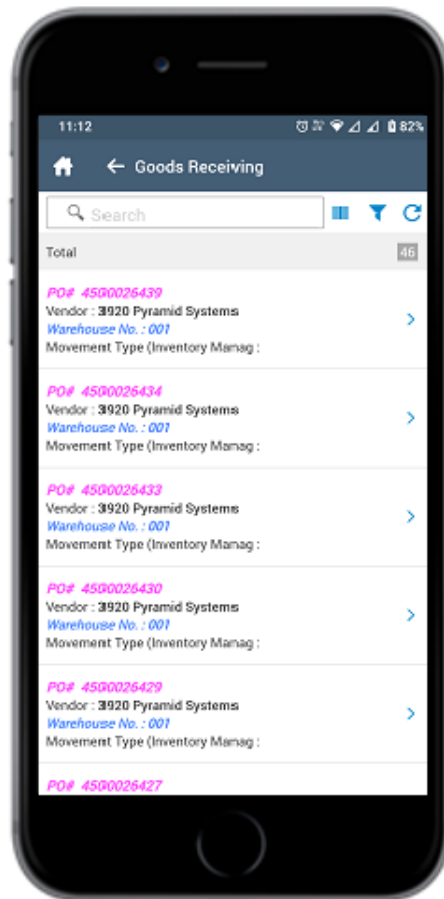 11:12 82%
Goods Receiving
Search
Total 46
PO# 4500026439
Vendor : 3920 Pyramid Systems
Warehouse No. : 001
Movement Type (Inventory Manag :
PO# 4500026434
Vendor : 3920 Pyramid Systems
Warehouse No. : 001
Movement Type (Inventory Manag :
PO# 4500026433
Vendor : 3920 Pyramid Systems
Warehouse No. : 001
Movement Type (Inventory Manag :
PO# 4500026430
Vendor : 3920 Pyramid Systems
Warehouse No. : 001
Movement Type (Inventory Manag :
PO# 4500026429
Vendor : 3920 Pyramid Systems
Warehouse No. : 001
Movement Type (Inventory Manag :
PO# 4500026427